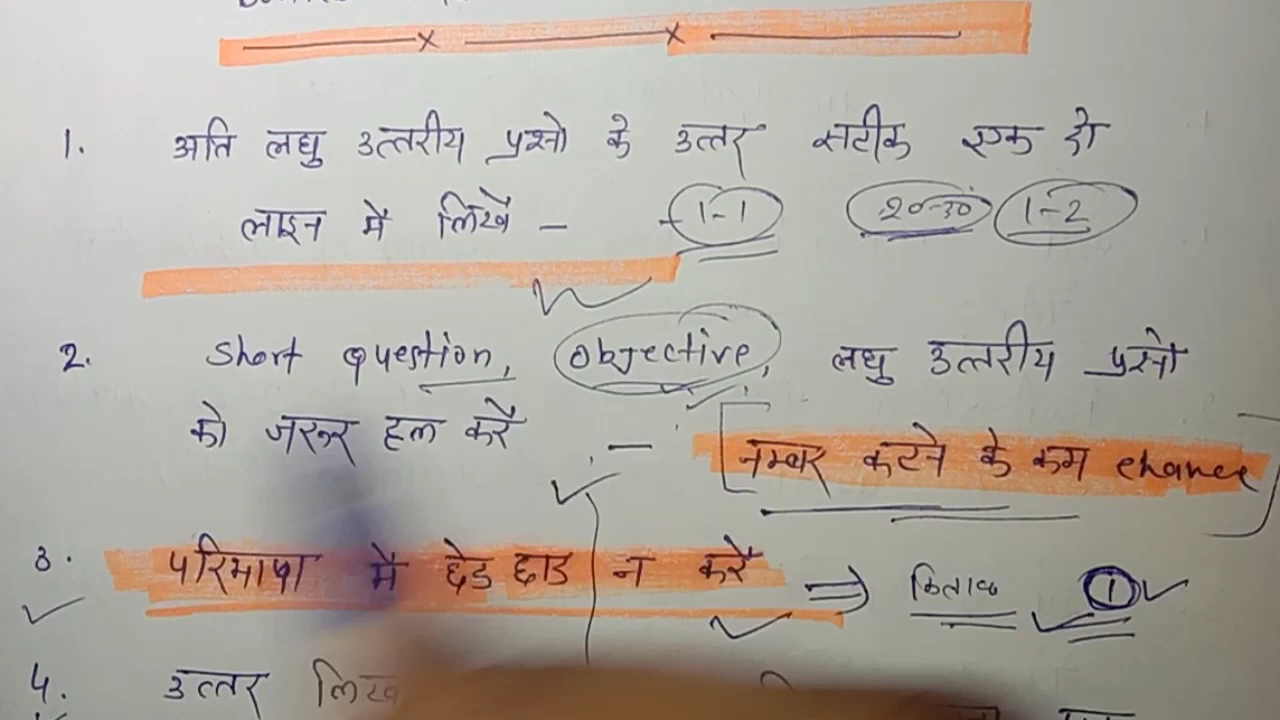 1. अति लघु उत्तरीय प्रश्नो के उत्तर सटीक एक दो
लाइन में लिखें - 1-1 20-30 1-2
2. Short question, objective, लघु उत्तरीय प्रश्नो
को जरूर हल करें - [नम्बर कटने के कम chance]
3. परिभाषा में छेड छाड न करें ⇒ किताब 1
4. उत्तर लिख